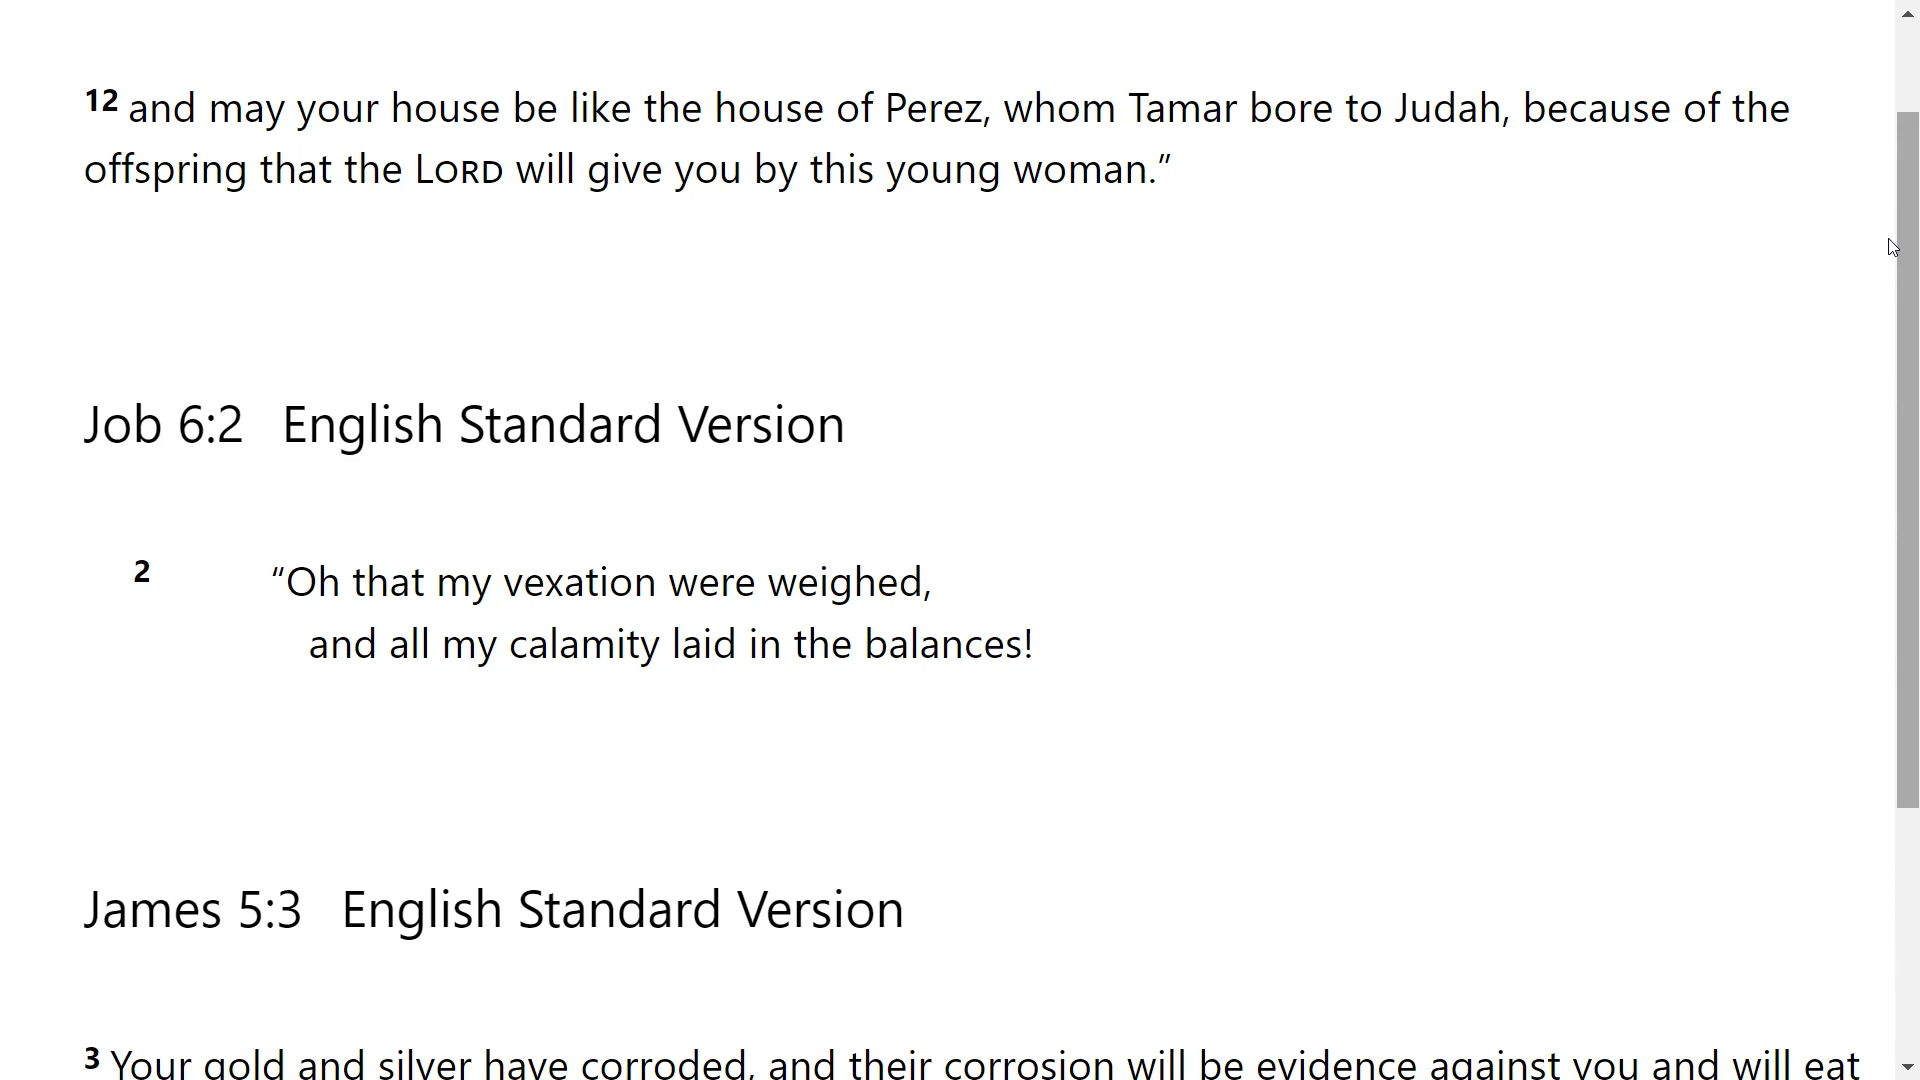 12 and may your house be like the house of Perez, whom Tamar bore to Judah, because of the
offspring that the LORD will give you by this young woman.”
Job 6:2 English Standard Version
2 “Oh that my vexation were weighed,
and all my calamity laid in the balances!
James 5:3 English Standard Version
3 Your gold and silver have corroded, and their corrosion will be evidence against you and will eat